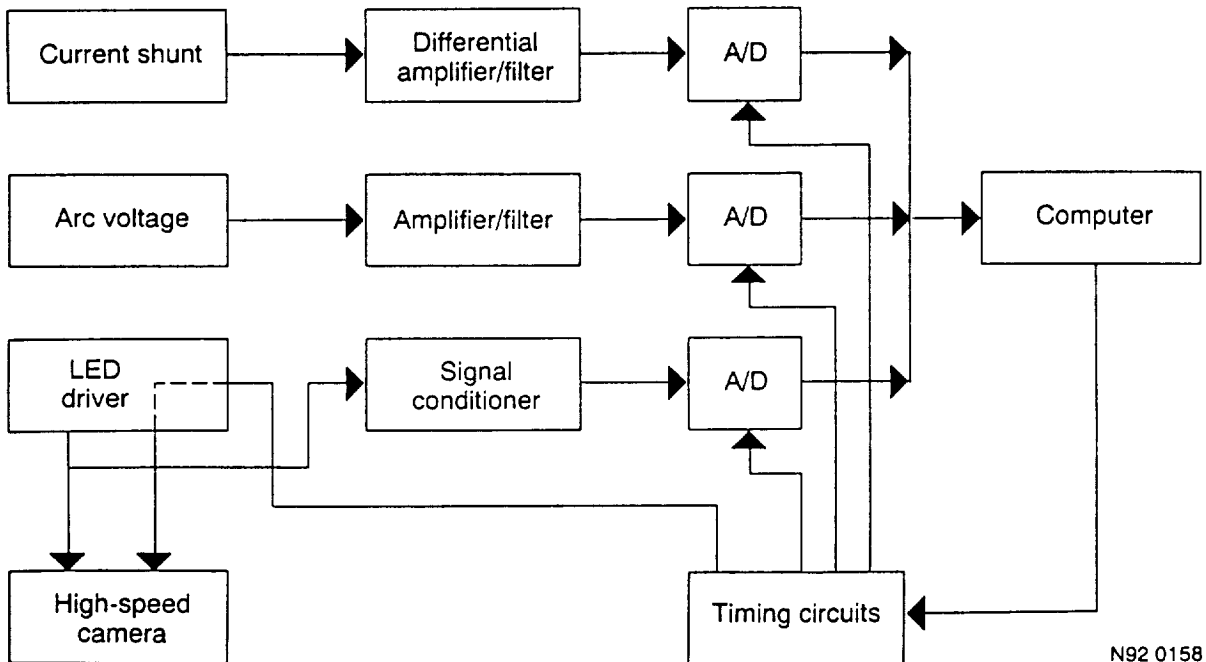 Current shunt
Differential
amplifier/filter
A/D
Arc voltage
Amplifier/filter
A/D
Computer
LED
driver
Signal
conditioner
A/D
High-speed
camera
Timing circuits
N92 0158